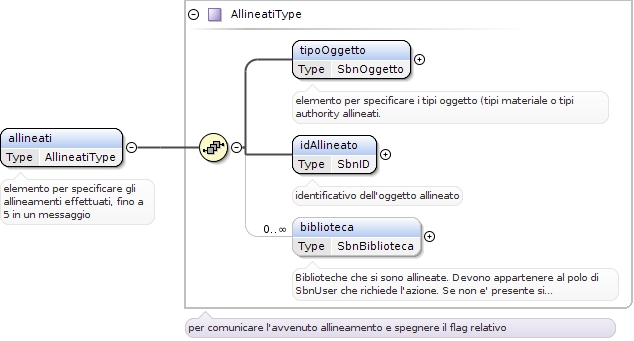 AllineatiType
tipoOggetto
Type SbnOggetto
elemento per specificare i tipi oggetto (tipi materiale o tipi
authority allineati.
allineati
Type AllineatiType
elemento per specificare gli
allineamenti effettuati, fino a
5 in un messaggio
idAllineato
Type SbnID
identificativo dell'oggetto allineato
0..∞
biblioteca
Type SbnBiblioteca
Biblioteche che si sono allineate. Devono appartenere al polo di
SbnUser che richiede l'azione. Se non e' presente si...
per comunicare l'avvenuto allineamento e spegnere il flag relativo